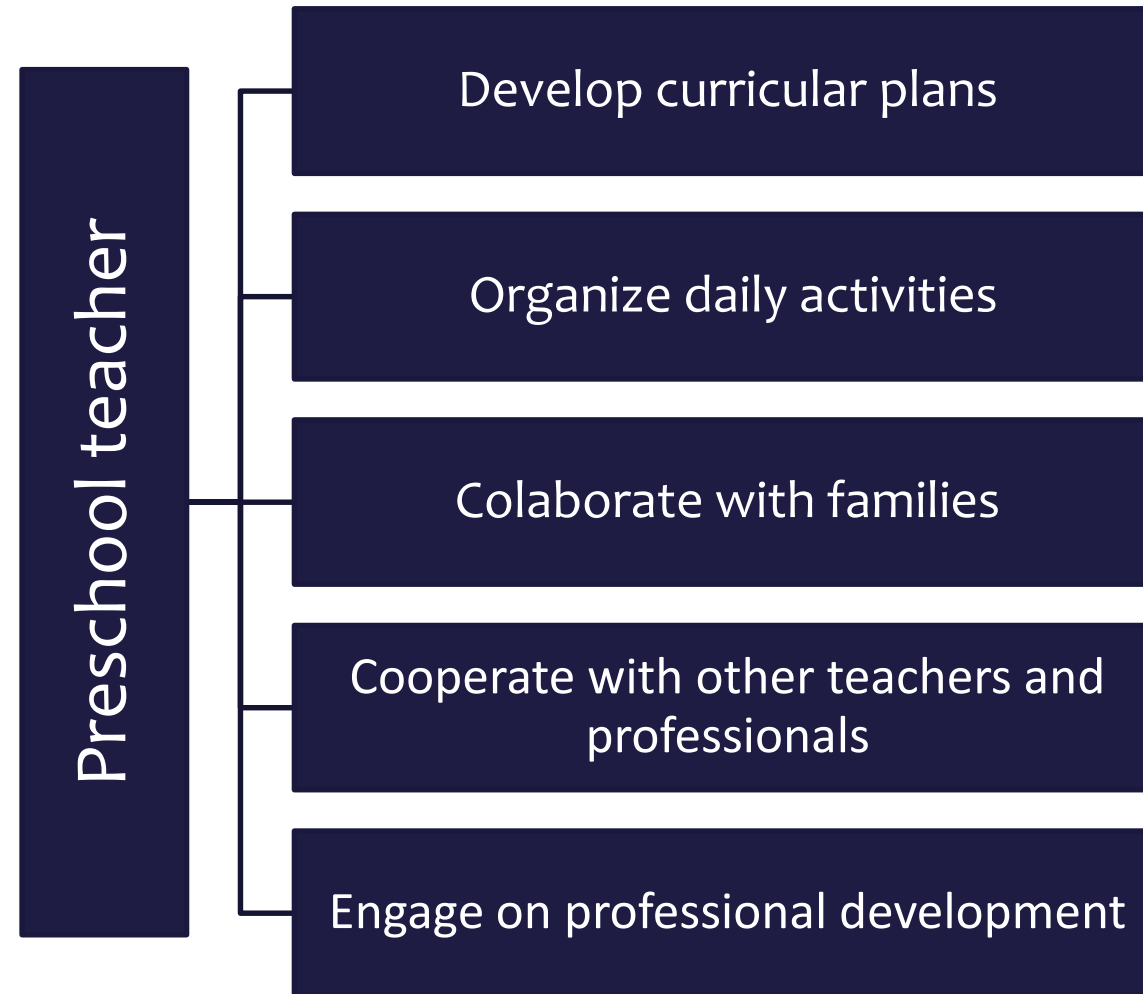 Preschool teacher
Develop curricular plans
Organize daily activities
Colaborate with families
Cooperate with other teachers and
professionals
Engage on professional development